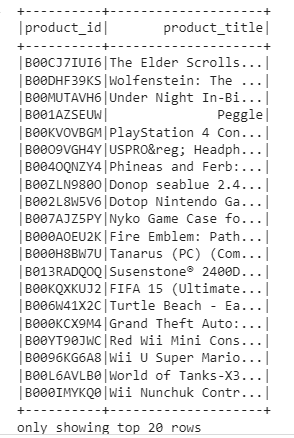 +----------+--------------------+
|product_id|       product_title|
+----------+--------------------+
|B00CJ7IUI6|The Elder Scrolls...|
|B00DHF39KS|Wolfenstein: The ...|
|B00MUTAVH6|Under Night In-Bi...|
|B001AZSEUW|              Peggle|
|B00KVOVBGM|PlayStation 4 Con...|
|B00O9VGH4Y|USPRO&reg; Headph...|
|B004OQNZY4|Phineas and Ferb:...|
|B00ZLN980O|Donop seablue 2.4...|
|B002L8W5V6|Dotop Nintendo Ga...|
|B007AJZ5PY|Nyko Game Case fo...|
|B000AOEU2K|Fire Emblem: Path...|
|B000H8BW7U|Tanarus (PC) (Com...|
|B013RADQOQ|Susenstone® 2400D...|
|B00KQXKUJ2|FIFA 15 (Ultimate...|
|B006W41X2C|Turtle Beach - Ea...|
|B000KCX9M4|Grand Theft Auto:...|
|B00YT90JWC|Red Wii Mini Cons...|
|B0096KG6A8|Wii U Super Mario...|
|B00L6AVLB0|World of Tanks-X3...|
|B000IMYKQ0|Wii Nunchuk Contr...|
+----------+--------------------+
only showing top 20 rows